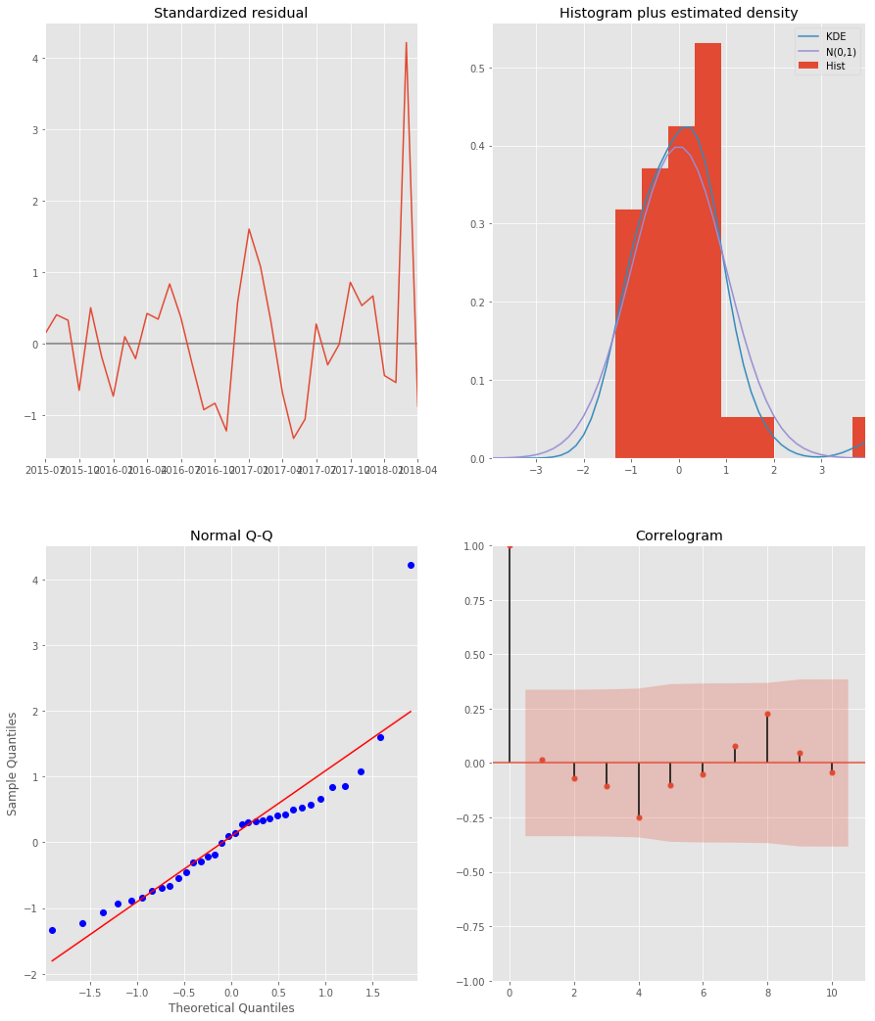 Standardized residual
4
3
2
1
0
−1
2015-07 2015-10 2016-01 2016-04 2016-07 2016-10 2017-01 2017-04 2017-07 2017-10 2018-01 2018-04
Histogram plus estimated density
KDE
N(0,1)
Hist
0.5
0.4
0.3
0.2
0.1
0.0
−3 −2 −1 0 1 2 3
Normal Q-Q
Sample Quantiles
4
3
2
1
0
−1
−2
−1.5 −1.0 −0.5 0.0 0.5 1.0 1.5
Theoretical Quantiles
Correlogram
1.00
0.75
0.50
0.25
0.00
−0.25
−0.50
−0.75
−1.00
0 2 4 6 8 10